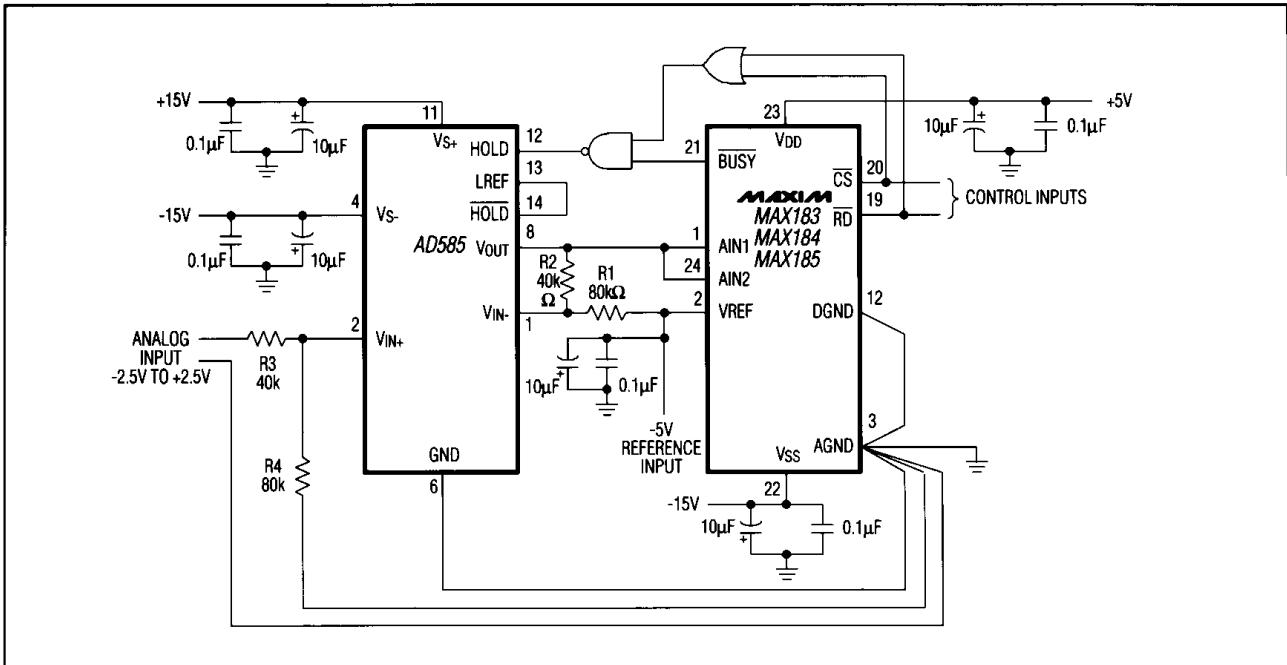 +15V
0.1µF
10µF
11
VS+
12
HOLD
13
LREF
14
HOLD
-15V
4
VS-
0.1µF
10µF
AD585
8
VOUT
R2
40k
Ω
R1
80kΩ
VIN-
1
ANALOG
INPUT
-2.5V TO +2.5V
R3
40k
2
VIN+
R4
80k
GND
6
10µF
0.1µF
-5V
REFERENCE
INPUT
23
VDD
+5V
10µF
0.1µF
21
BUSY
20
CS
19
RD
CONTROL INPUTS
MAXIM
MAX183
MAX184
MAX185
1
AIN1
24
AIN2
2
VREF
12
DGND
3
AGND
VSS
22
-15V
10µF
0.1µF
+
+
+
+
+